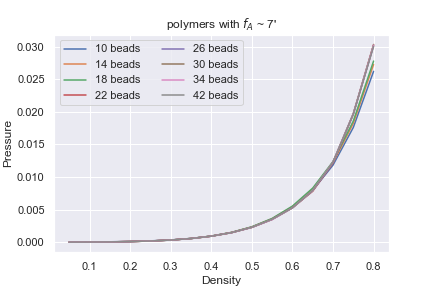 polymers with f_A ~ 7'
10 beads
14 beads
18 beads
22 beads
26 beads
30 beads
34 beads
42 beads
Pressure
0.030
0.025
0.020
0.015
0.010
0.005
0.000
0.1 0.2 0.3 0.4 0.5 0.6 0.7 0.8
Density